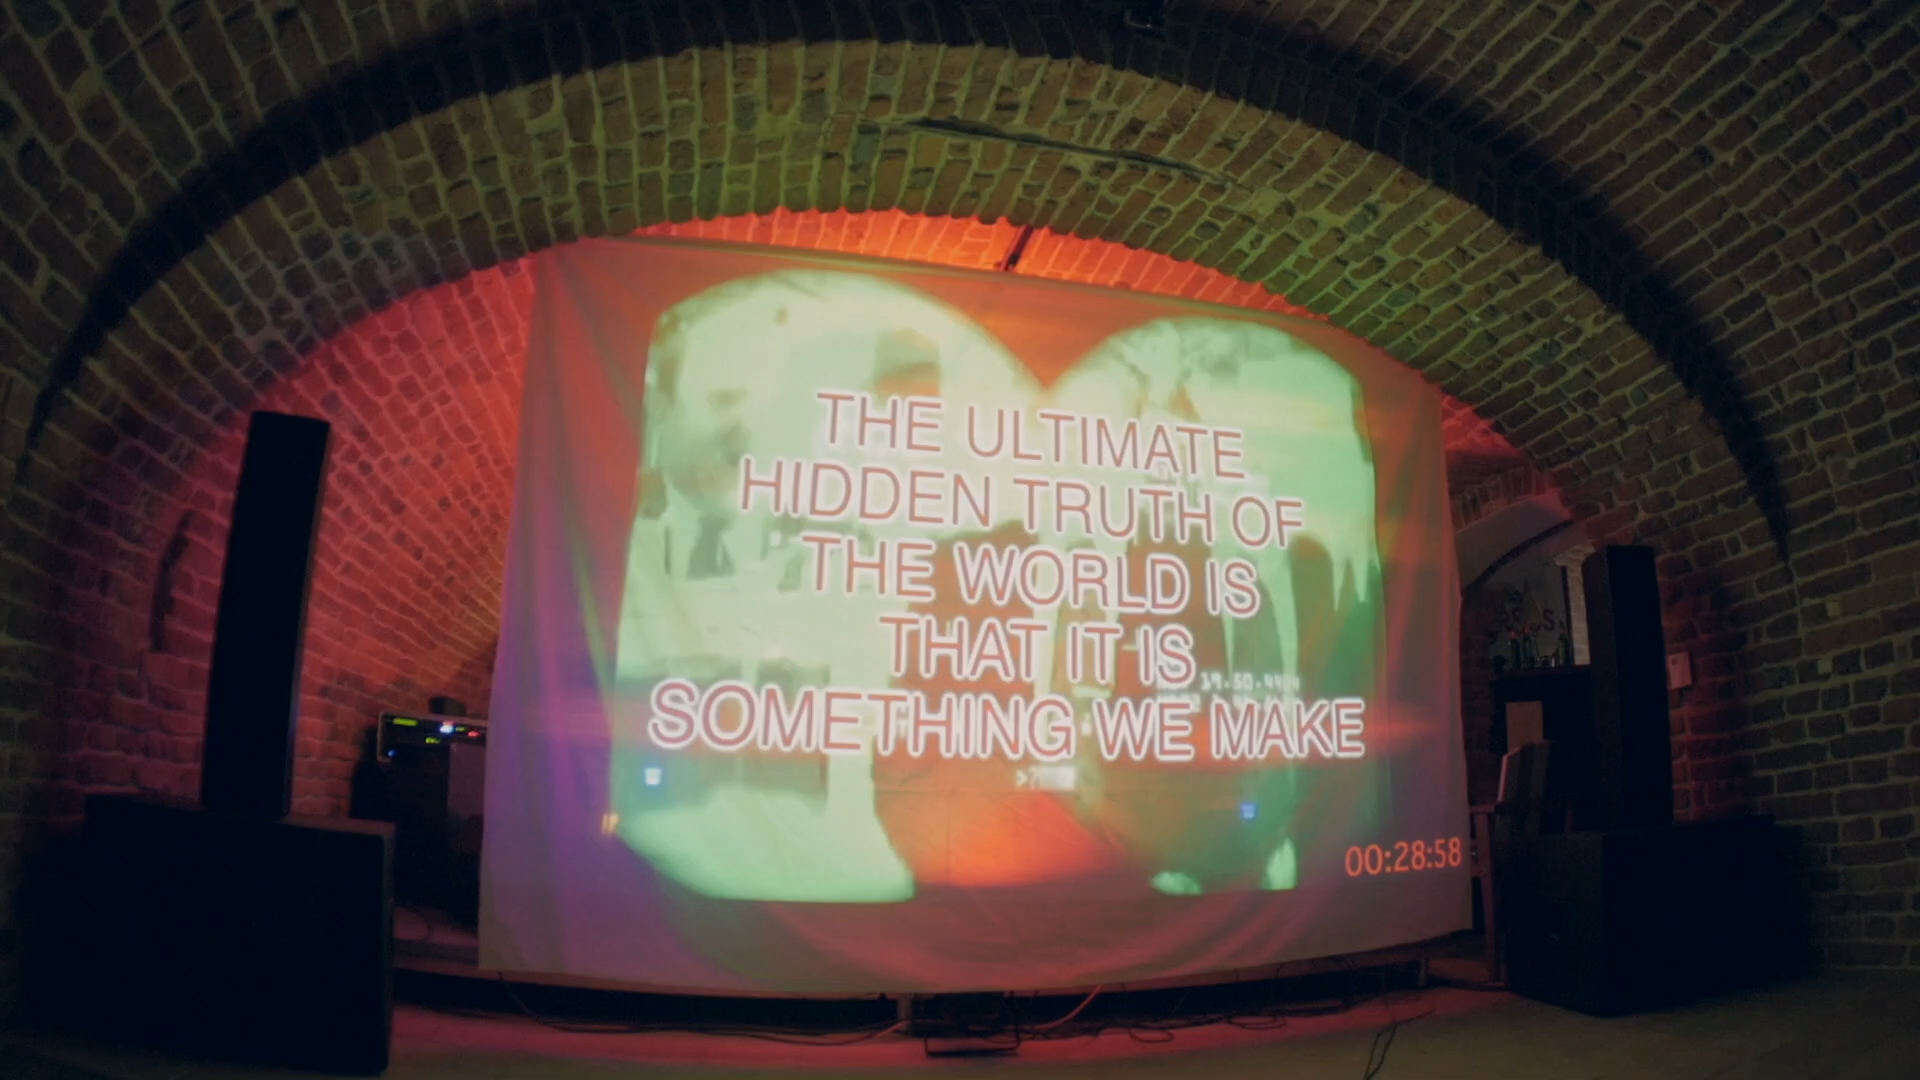 THE ULTIMATE
HIDDEN TRUTH OF
THE WORLD IS
THAT IT IS
SOMETHING WE MAKE
00:28:58